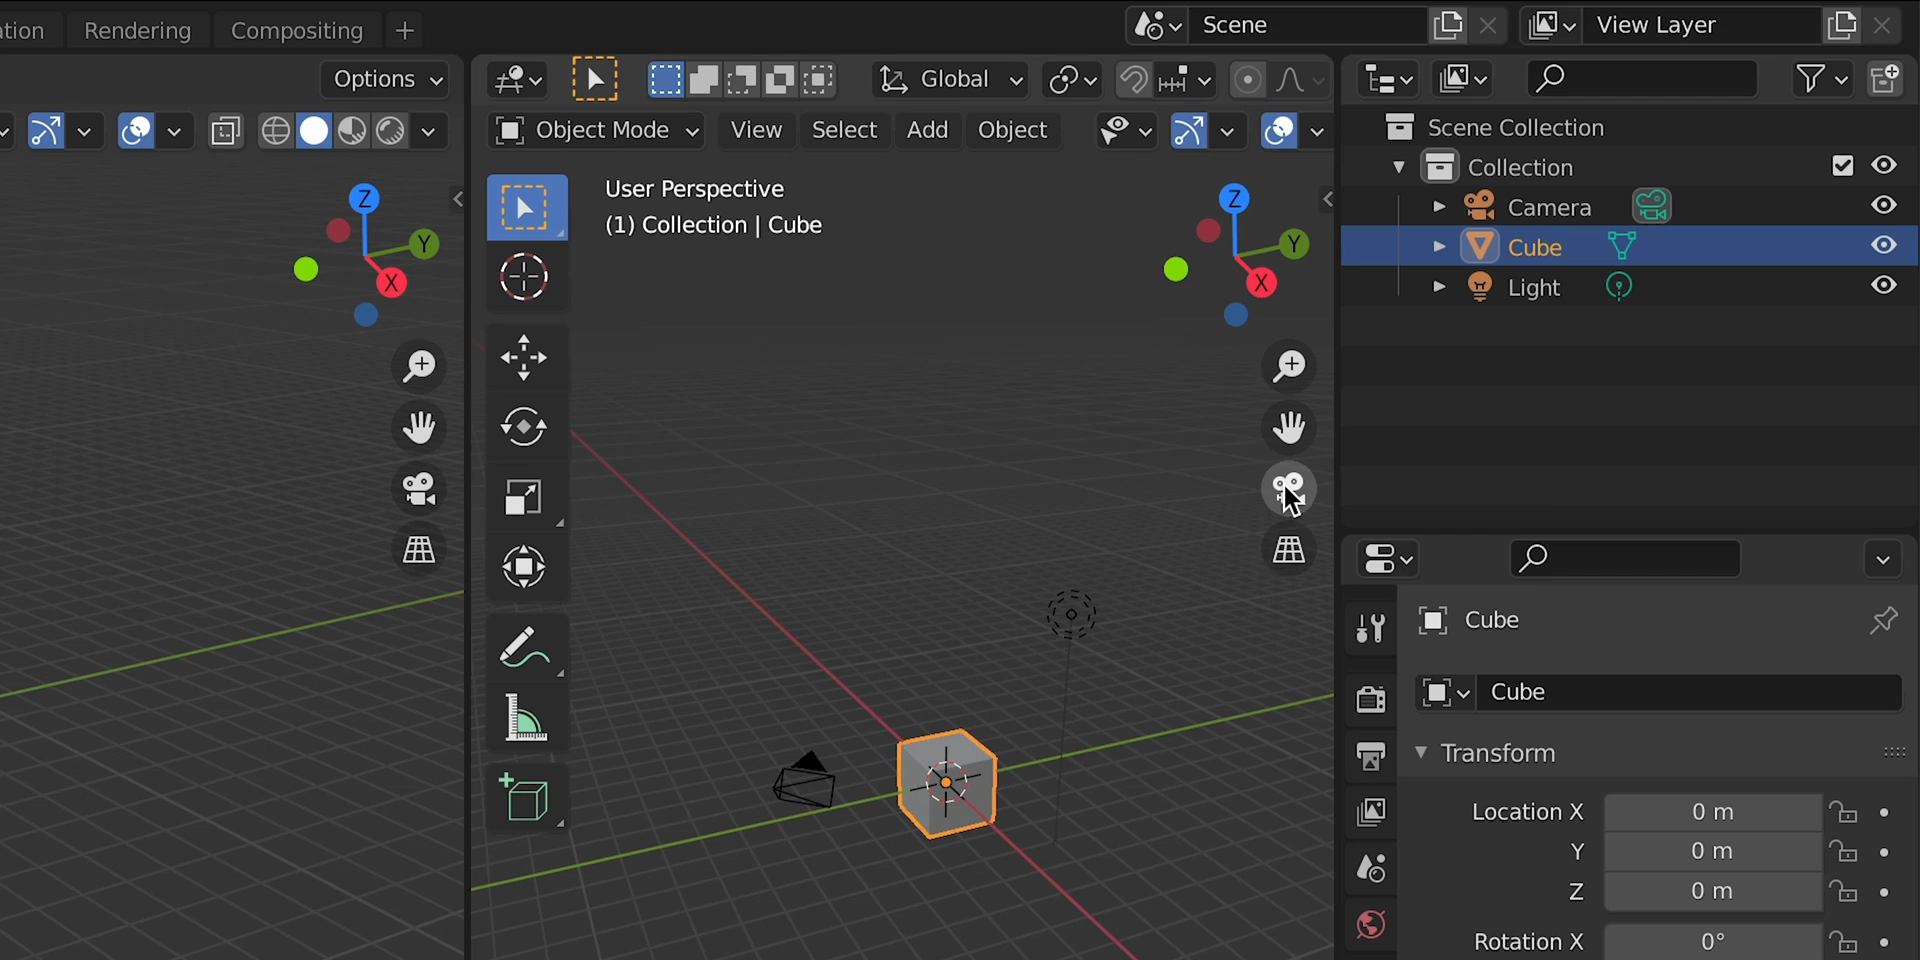 ation Rendering Compositing +
Scene
View Layer
Options
Global
Object Mode View Select Add Object
User Perspective
(1) Collection | Cube
Z
Y
X
Z
Y
X
Scene Collection
Collection
Camera
Cube
Light
Cube
Cube
Transform
Location X 0 m
Y 0 m
Z 0 m
Rotation X 0°